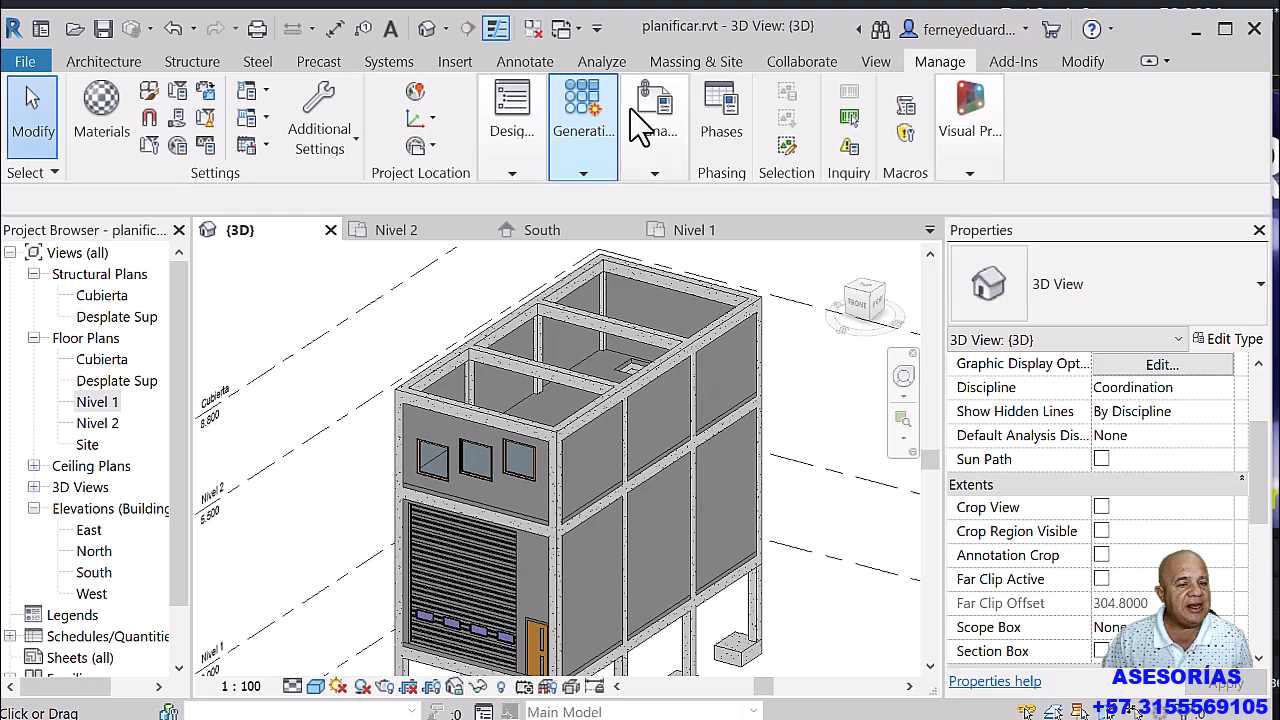 planificar.rvt - 3D View: {3D}
ferneyeduard...
File Architecture Structure Steel Precast Systems Insert Annotate Analyze Massing & Site Collaborate View Manage Add-Ins Modify
Modify
Materials
Additional Settings
Desig...
Generati...
Phases
Visual Pr...
Select Settings Project Location Phasing Selection Inquiry Macros
Project Browser - planific...
{3D} Nivel 2 South Nivel 1
Properties
Views (all)
Structural Plans
Cubierta
Desplate Sup
Floor Plans
Cubierta
Desplate Sup
Nivel 1
Nivel 2
Site
Ceiling Plans
3D Views
Elevations (Building
East
North
South
West
Legends
Schedules/Quantitie
Sheets (all)
Cubierta
8.800
Nivel 2
5.500
Nivel 1
FRONT
3D View
3D View: {3D} Edit Type
Graphic Display Opt... Edit...
Discipline Coordination
Show Hidden Lines By Discipline
Default Analysis Dis... None
Sun Path
Extents
Crop View
Crop Region Visible
Annotation Crop
Far Clip Active
Far Clip Offset 304.8000
Scope Box
Section Box
Properties help Apply
1 : 100
Click or Drag :0 Main Model
ASESORÍAS
+57 3155569105